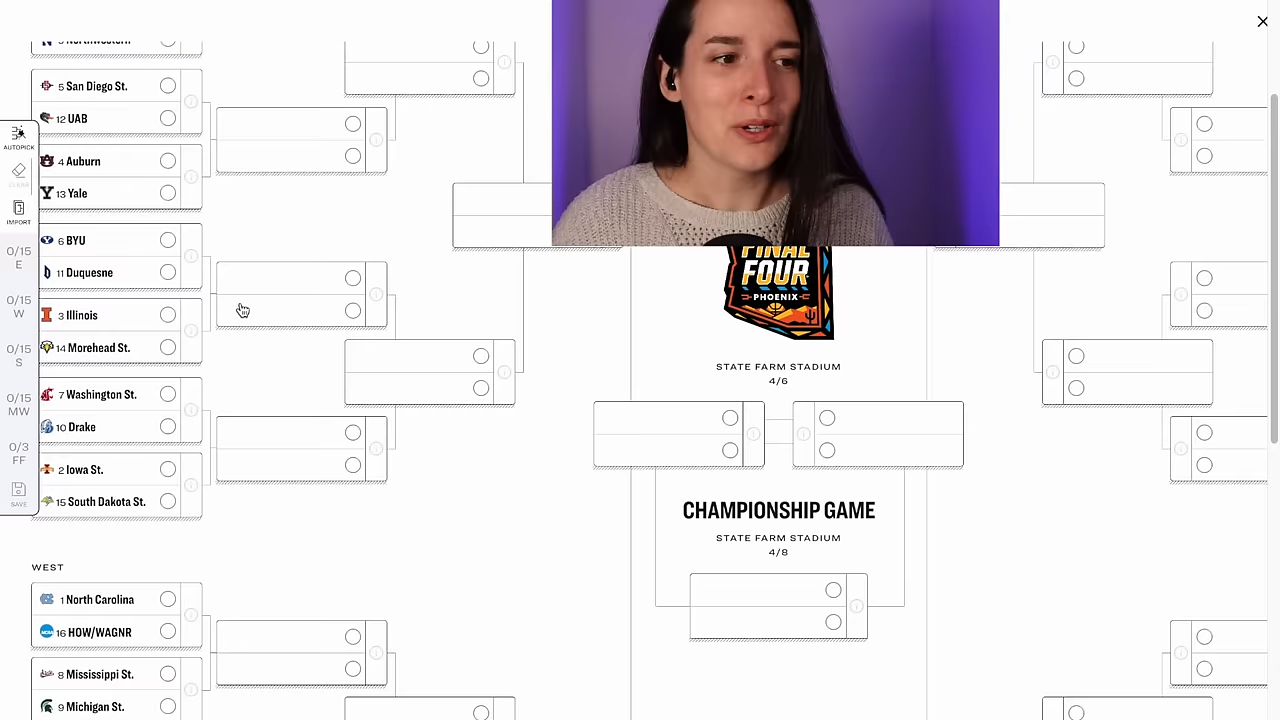 9 Northwestern
5 San Diego St.
12 UAB
4 Auburn
13 Yale
6 BYU
11 Duquesne
3 Illinois
14 Morehead St.
7 Washington St.
10 Drake
2 Iowa St.
15 South Dakota St.
WEST
1 North Carolina
16 HOW/WAGNR
8 Mississippi St.
9 Michigan St.
AUTOPICK
CLEAR
IMPORT
0/15
E
0/15
W
0/15
S
0/15
MW
0/3
FF
SAVE
FINAL
FOUR
PHOENIX
STATE FARM STADIUM
4/6
CHAMPIONSHIP GAME
STATE FARM STADIUM
4/8